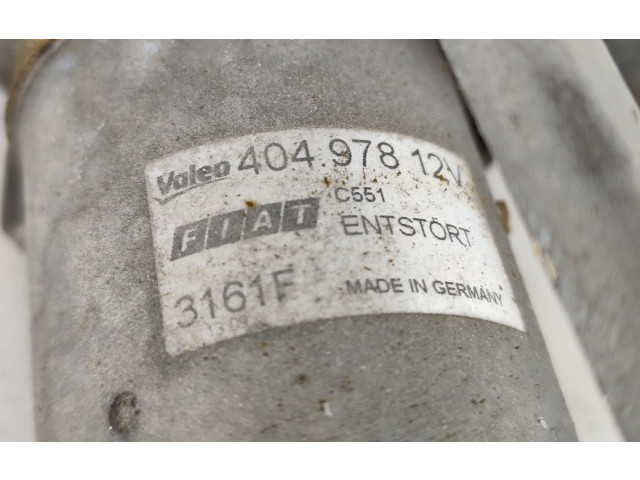 Valeo 404.978 12V
C551
FIAT ENTSTÖRT
3161F MADE IN GERMANY